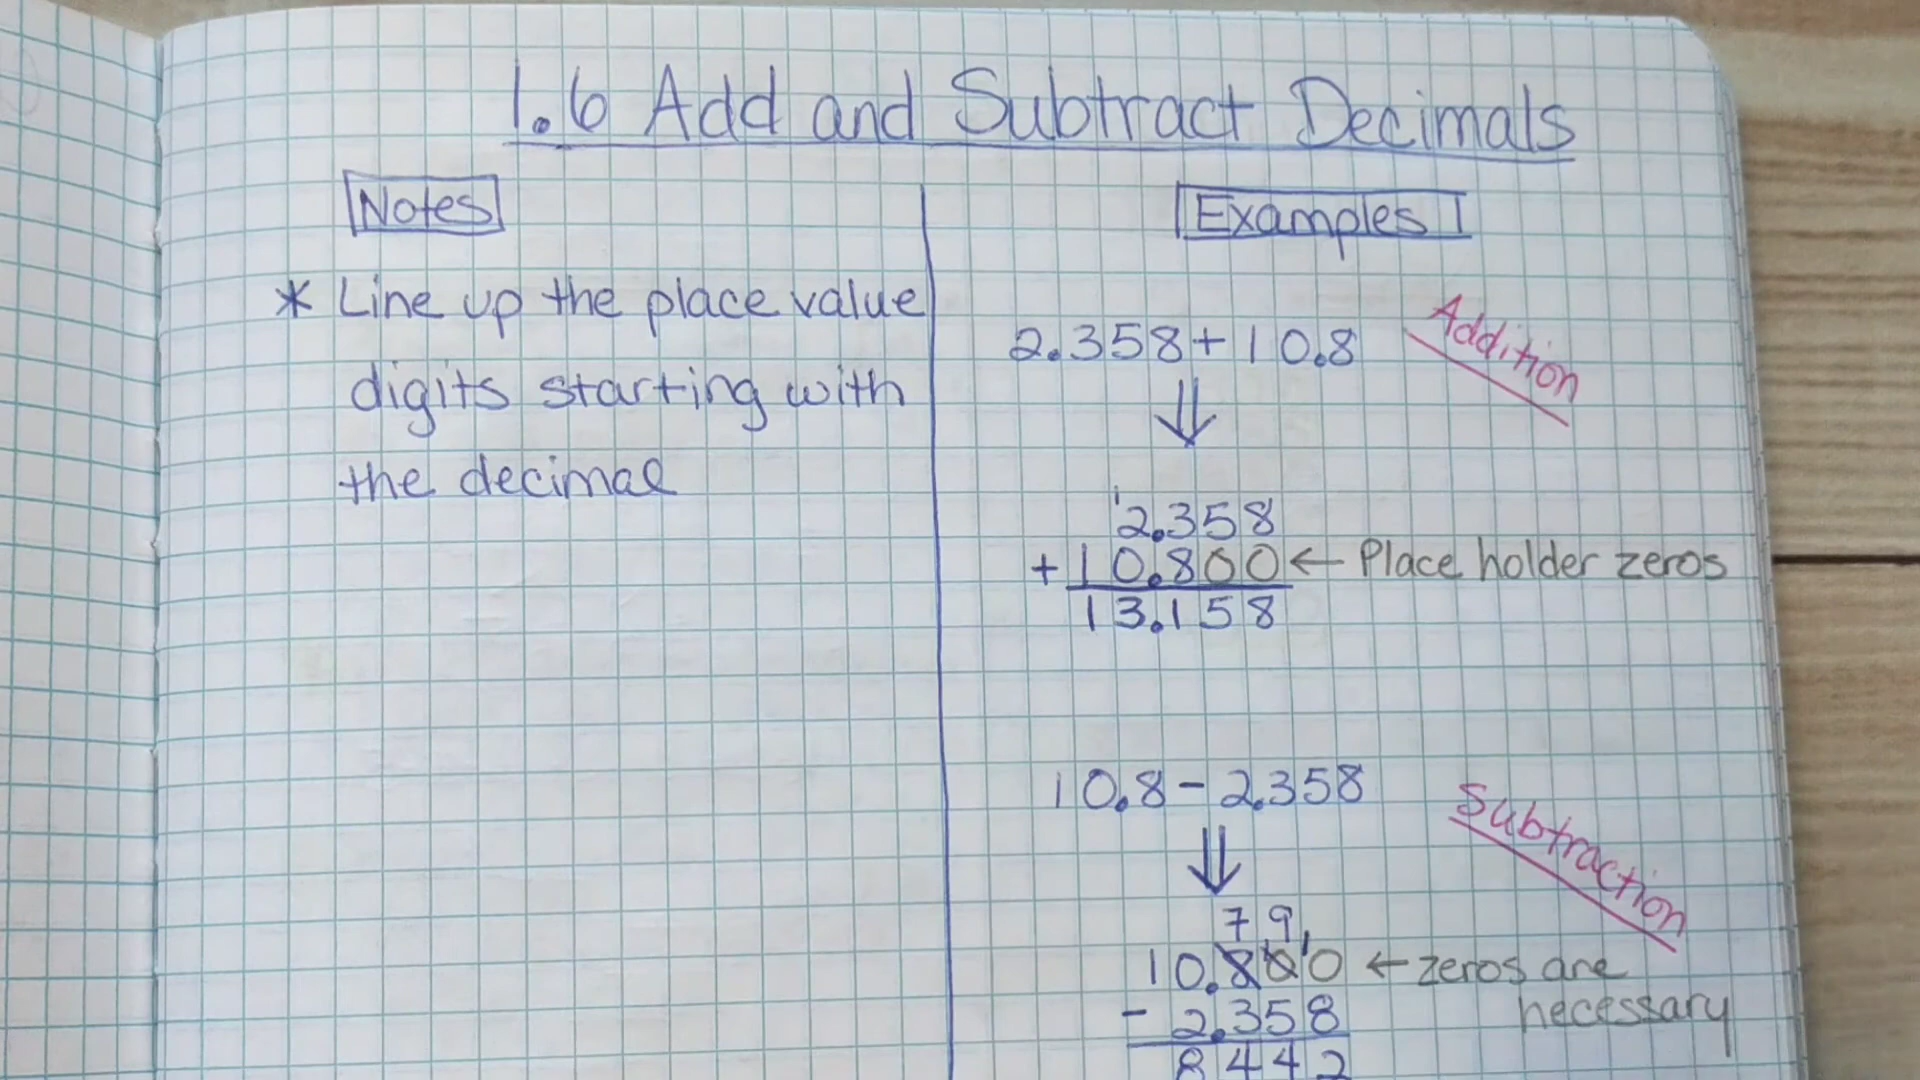 1.6 Add and Subtract Decimals
Notes
* Line up the place value
digits starting with
the decimal
Examples
2.358+10.8
Addition
⇓
1
2.358
+10.800 ← Place holder zeros
13.158
10.8-2.358
Subtraction
⇓
7 9 1
10.800 ← zeros are
necessary
- 2.358
8442